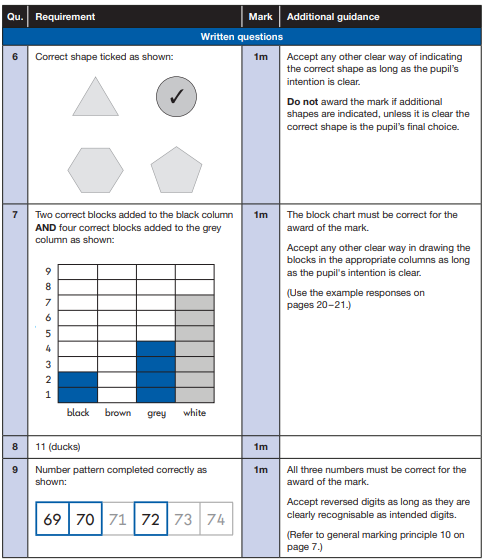 Qu. Requirement Mark Additional guidance
Written questions
6 Correct shape ticked as shown: 1m Accept any other clear way of indicating
the correct shape as long as the pupil's
intention is clear.
Do not award the mark if additional
shapes are indicated, unless it is clear the
correct shape is the pupil's final choice.
7 Two correct blocks added to the black column 1m The block chart must be correct for the
AND four correct blocks added to the grey award of the mark.
column as shown:
Accept any other clear way in drawing the
blocks in the appropriate columns as long
as the pupil's intention is clear.
(Use the example responses on
pages 20–21.)
9
8
7
6
5
4
3
2
1
black brown grey white
8 11 (ducks) 1m
9 Number pattern completed correctly as 1m All three numbers must be correct for the
shown: award of the mark.
Accept reversed digits as long as they are
clearly recognisable as intended digits.
69 70 71 72 73 74
(Refer to general marking principle 10 on
page 7.)